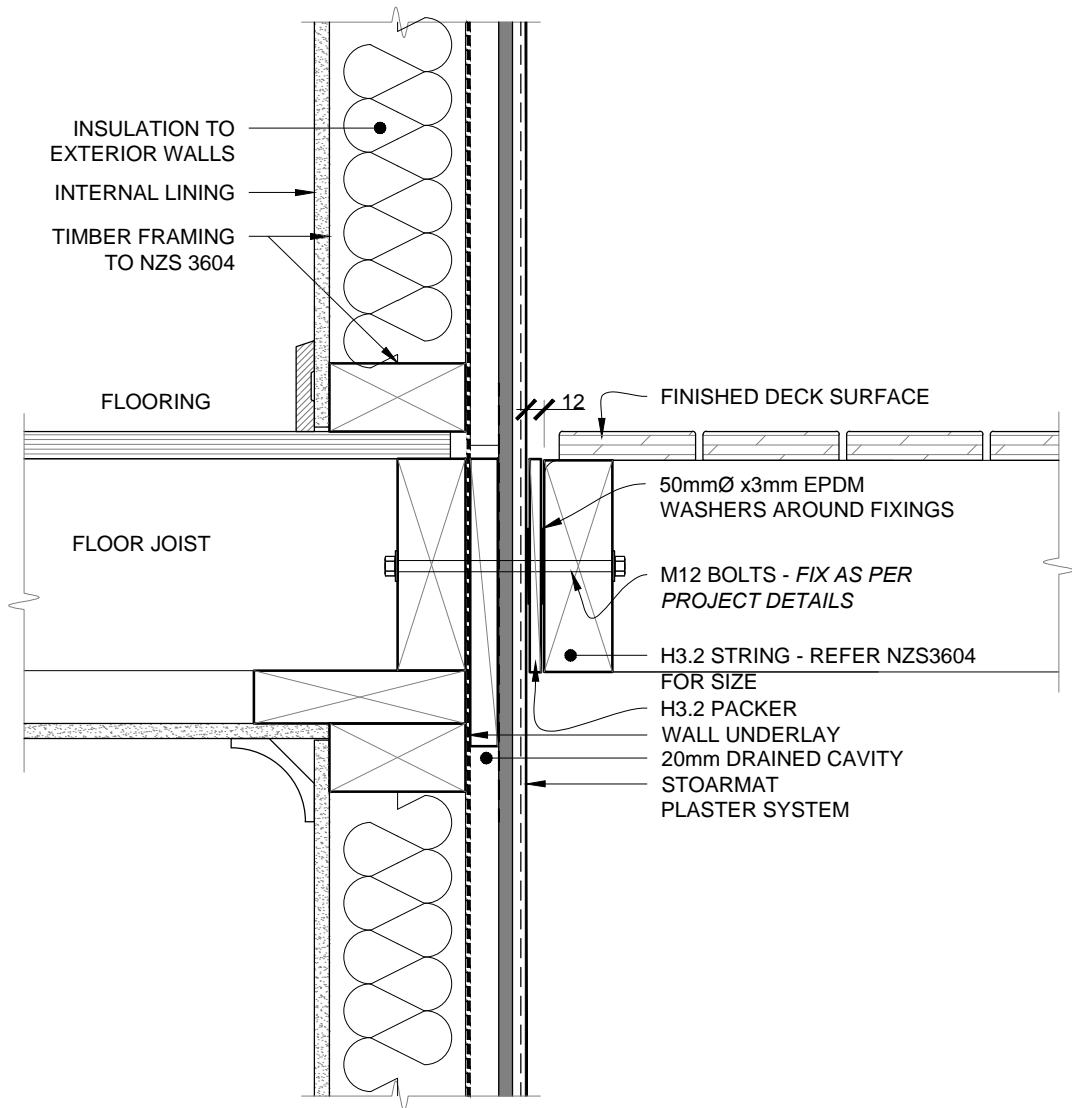 INSULATION TO
EXTERIOR WALLS
INTERNAL LINING
TIMBER FRAMING
TO NZS 3604
FLOORING
12
FINISHED DECK SURFACE
50mmØ x3mm EPDM
WASHERS AROUND FIXINGS
FLOOR JOIST
M12 BOLTS - FIX AS PER
PROJECT DETAILS
H3.2 STRING - REFER NZS3604
FOR SIZE
H3.2 PACKER
WALL UNDERLAY
20mm DRAINED CAVITY
STOARMAT
PLASTER SYSTEM